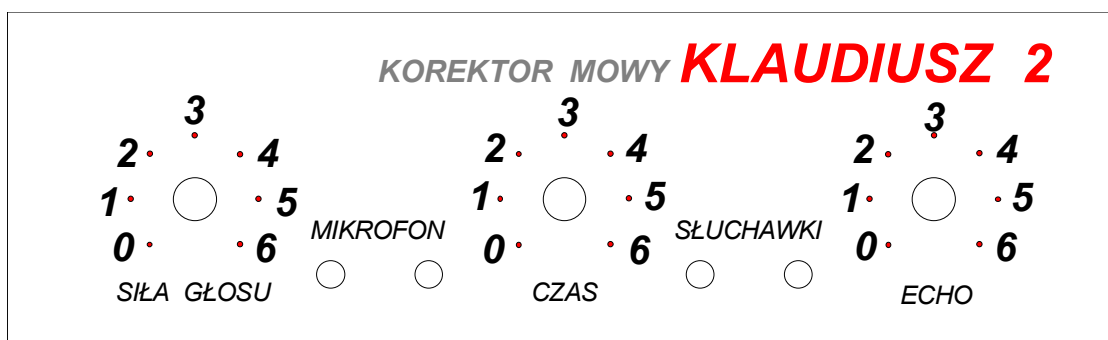 KOREKTOR MOWY KLAUDIUSZ 2
3 3 3
2 4 2 4 2 4
1 5 1 5 1 5
MIKROFON SŁUCHAWKI
0 6 0 6 0 6
SIŁA GŁOSU CZAS ECHO